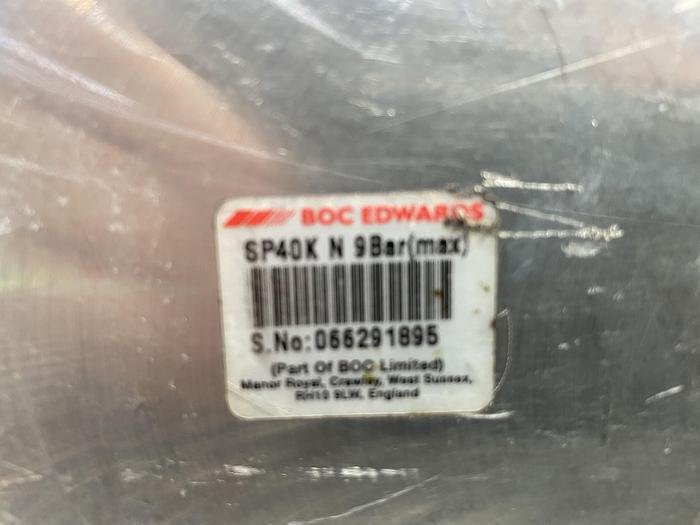 BOC EDWARDS
SP40K N 9Bar(max)
S.No:066291895
(Part Of BOC Limited)
Manor Royal, Crawley, West Sussex,
RH10 9LW, England